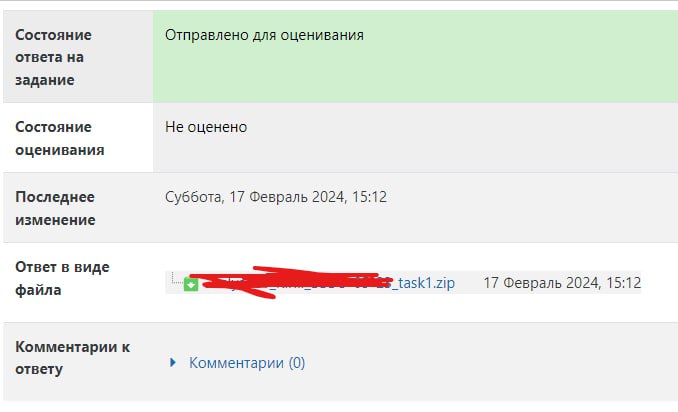 Состояние
ответа на
задание
Отправлено для оценивания
Состояние
оценивания
Не оценено
Последнее
изменение
Суббота, 17 Февраль 2024, 15:12
Ответ в виде
файла
_task1.zip 17 Февраль 2024, 15:12
Комментарии к
ответу
Комментарии (0)